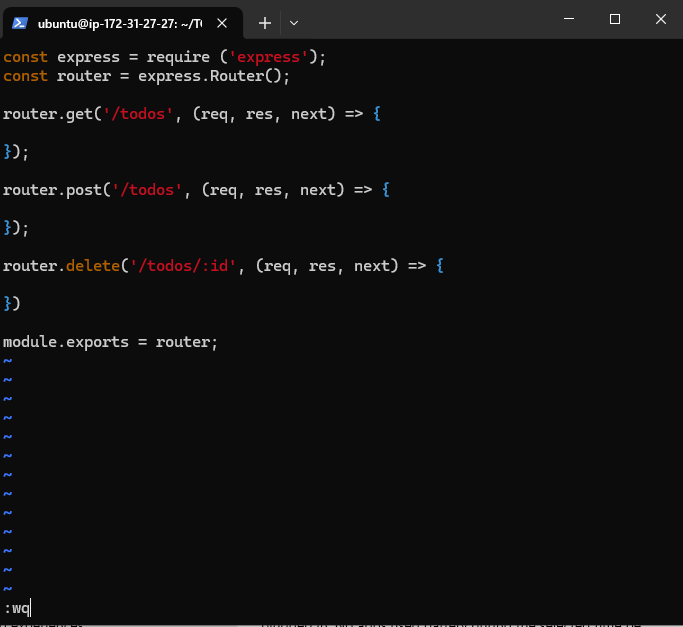 ubuntu@ip-172-31-27-27: ~/T
const express = require ('express');
const router = express.Router();
router.get('/todos', (req, res, next) => {
});
router.post('/todos', (req, res, next) => {
});
router.delete('/todos/:id', (req, res, next) => {
})
module.exports = router;
~
~
~
~
~
~
~
~
~
~
~
~
~
:wq